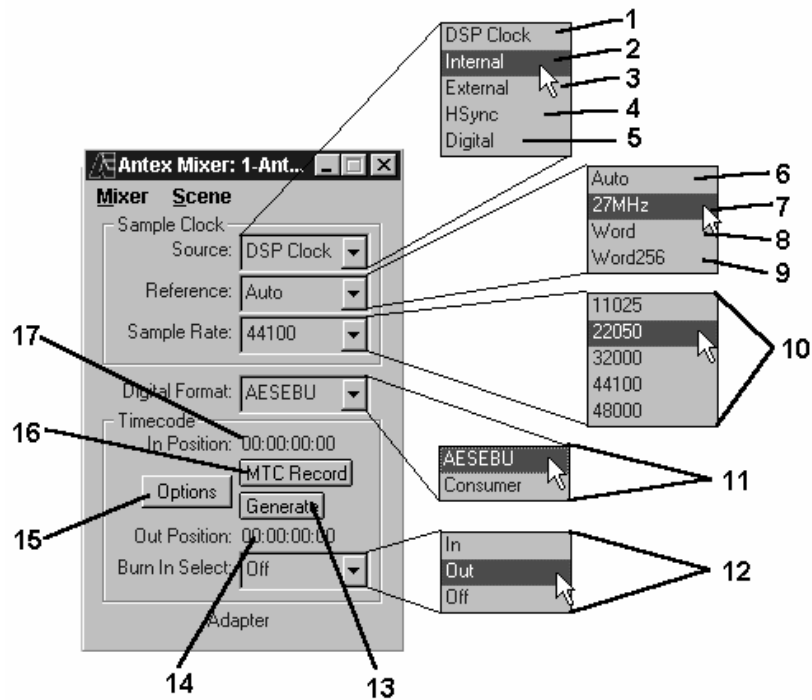 DSP Clock
Internal
External
HSync
Digital
1
2
3
4
5
Antex Mixer: 1-Ant...
Mixer Scene
Sample Clock
Source: DSP Clock
Reference: Auto
Sample Rate: 44100
Auto
27MHz
Word
Word256
6
7
8
9
11025
22050
32000
44100
48000
10
17
16
15
Digital Format: AESEBU
Timecode
In Position: 00:00:00:00
MTC Record
Options
Generate
Out Position: 00:00:00:00
Burn In Select: Off
Adapter
AESEBU
Consumer
11
In
Out
Off
12
14
13